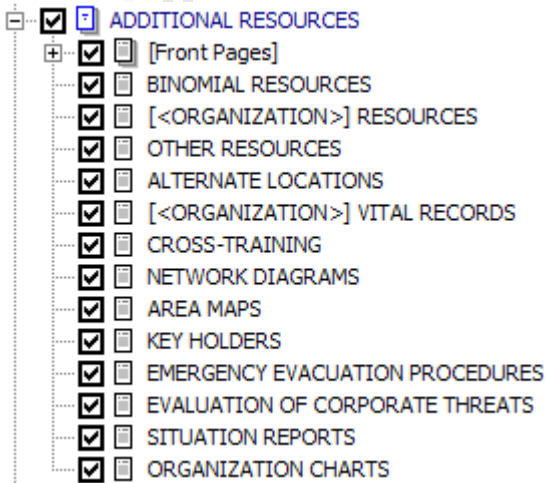 ADDITIONAL RESOURCES
[Front Pages]
BINOMIAL RESOURCES
[<ORGANIZATION>] RESOURCES
OTHER RESOURCES
ALTERNATE LOCATIONS
[<ORGANIZATION>] VITAL RECORDS
CROSS-TRAINING
NETWORK DIAGRAMS
AREA MAPS
KEY HOLDERS
EMERGENCY EVACUATION PROCEDURES
EVALUATION OF CORPORATE THREATS
SITUATION REPORTS
ORGANIZATION CHARTS